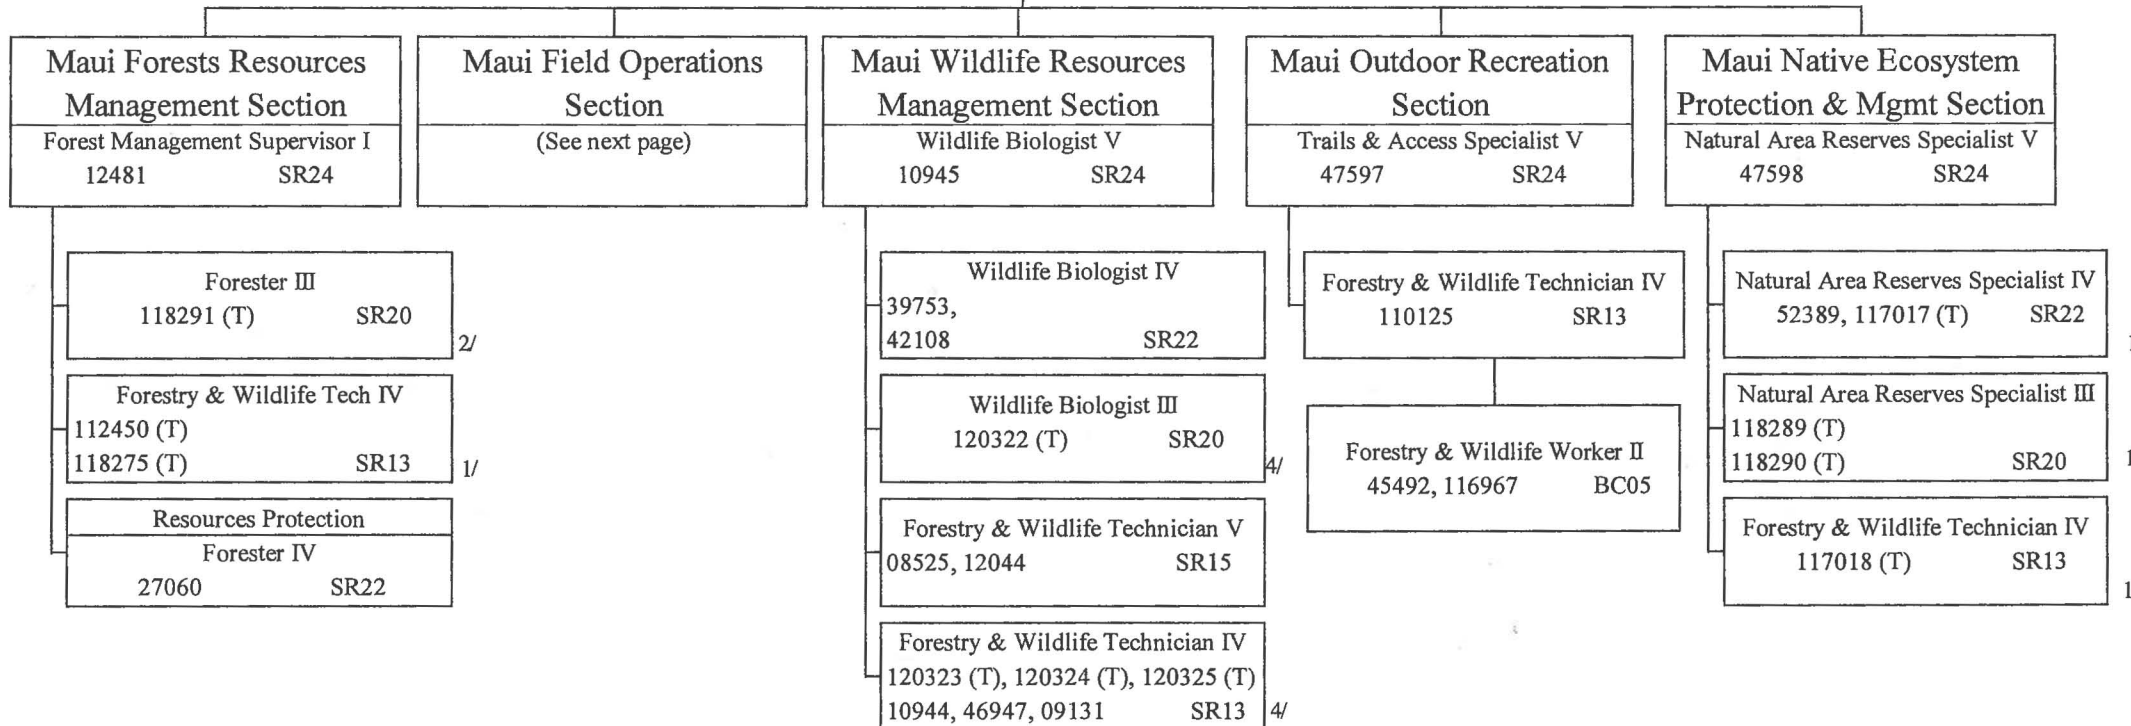 Maui Forests Resources
Management Section
Forest Management Supervisor I
12481 SR24
Forester III
118291 (T) SR20
2/
Forestry & Wildlife Tech IV
112450 (T)
118275 (T) SR13
1/
Resources Protection
Forester IV
27060 SR22
Maui Field Operations
Section
(See next page)
Maui Wildlife Resources
Management Section
Wildlife Biologist V
10945 SR24
Wildlife Biologist IV
39753,
42108 SR22
Wildlife Biologist III
120322 (T) SR20
4/
Forestry & Wildlife Technician V
08525, 12044 SR15
Forestry & Wildlife Technician IV
120323 (T), 120324 (T), 120325 (T)
10944, 46947, 09131 SR13
4/
Maui Outdoor Recreation
Section
Trails & Access Specialist V
47597 SR24
Forestry & Wildlife Technician IV
110125 SR13
Forestry & Wildlife Worker II
45492, 116967 BC05
Maui Native Ecosystem
Protection & Mgmt Section
Natural Area Reserves Specialist V
47598 SR24
Natural Area Reserves Specialist IV
52389, 117017 (T) SR22
1
Natural Area Reserves Specialist III
118289 (T)
118290 (T) SR20
1
Forestry & Wildlife Technician IV
117018 (T) SR13
1